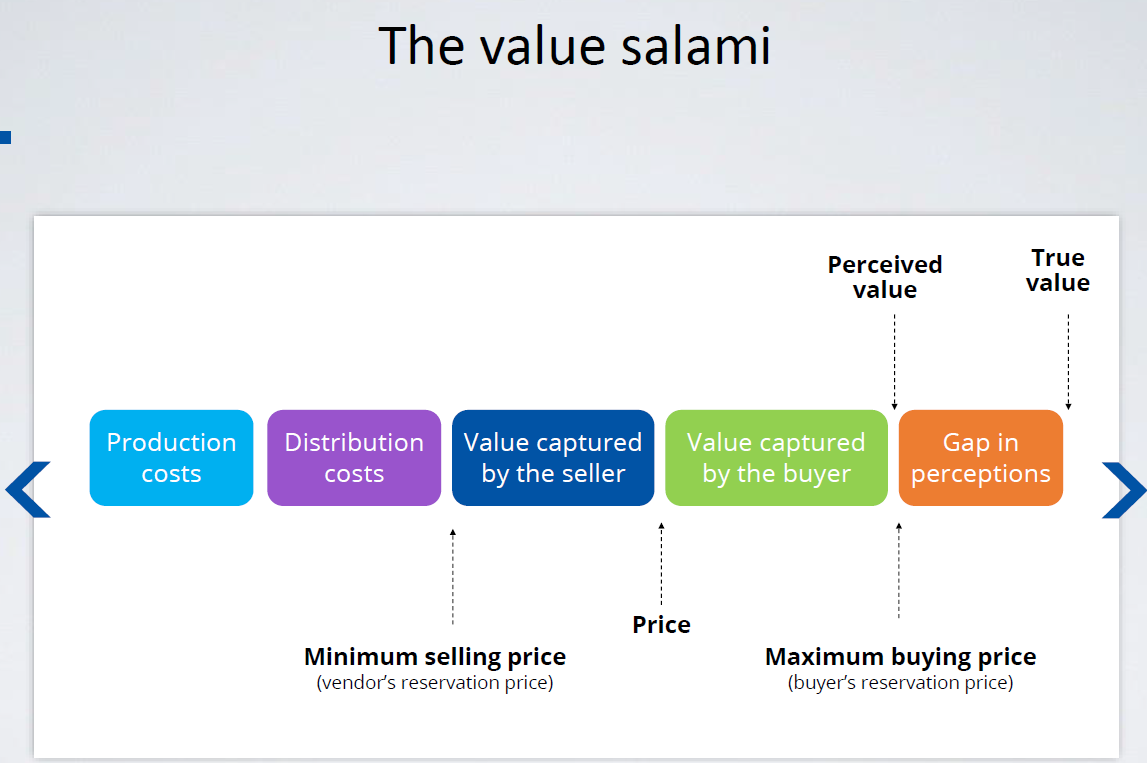 The value salami
Perceived
value
True
value
Production
costs
Distribution
costs
Value captured
by the seller
Value captured
by the buyer
Gap in
perceptions
Price
Minimum selling price
(vendor’s reservation price)
Maximum buying price
(buyer’s reservation price)